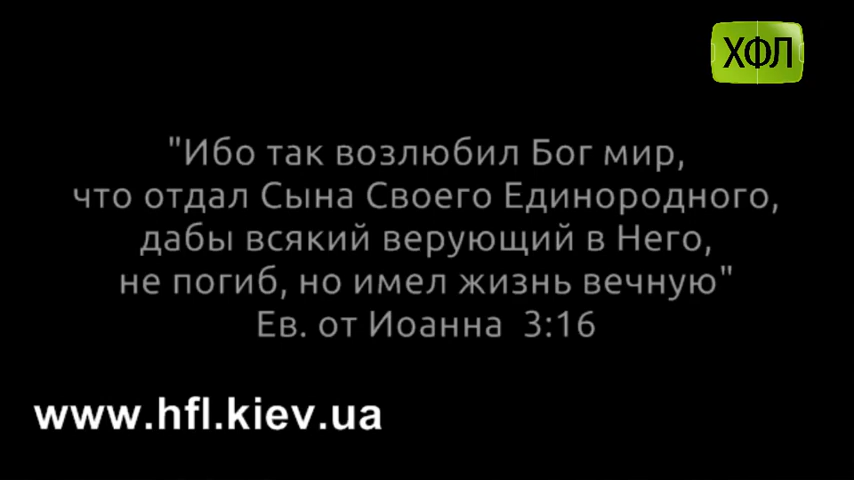 ХФЛ
"Ибо так возлюбил Бог мир,
что отдал Сына Своего Единородного,
дабы всякий верующий в Него,
не погиб, но имел жизнь вечную"
Ев. от Иоанна 3:16
www.hfl.kiev.ua